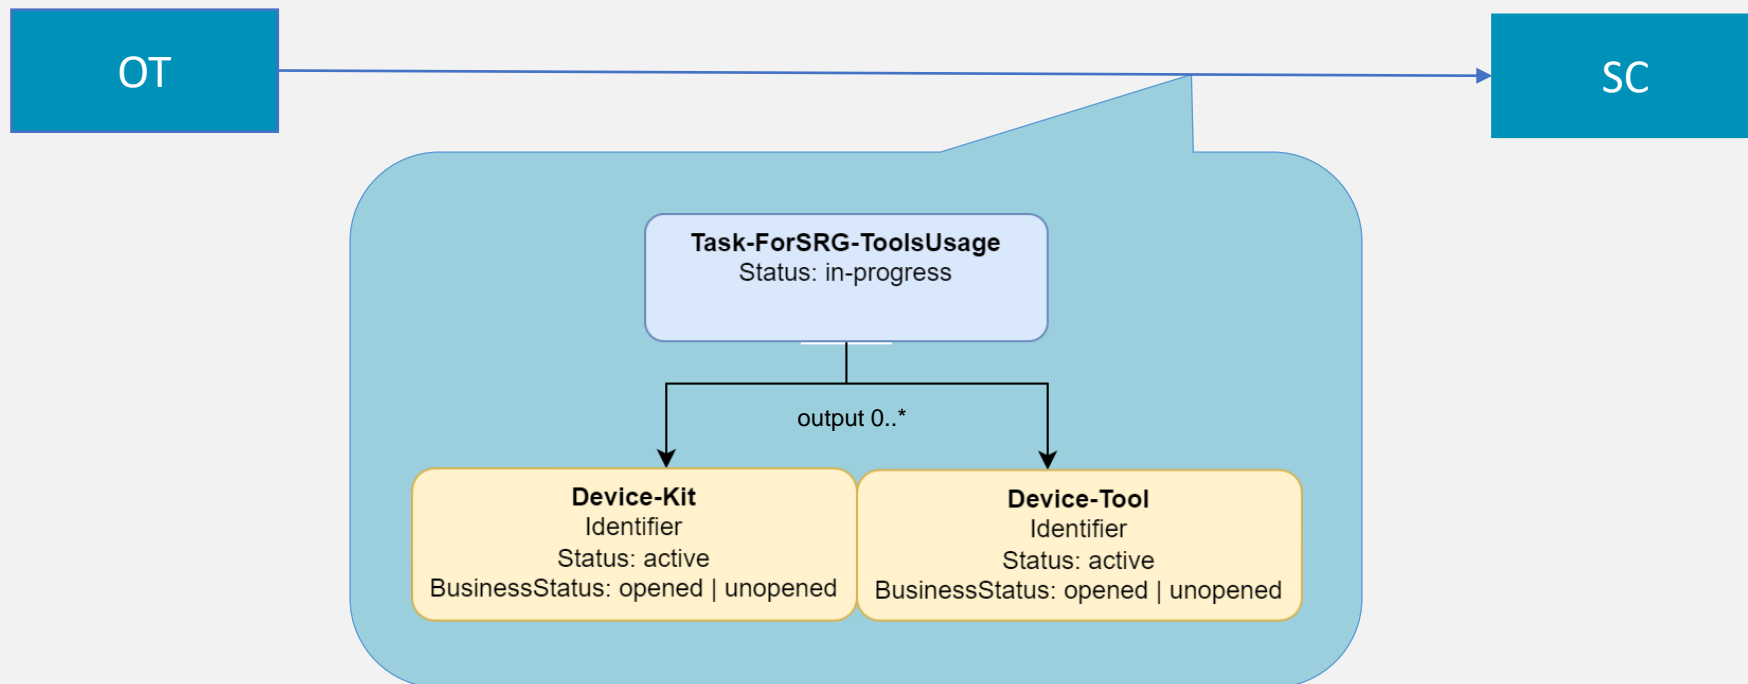 OT
SC
Task-ForSRG-ToolsUsage
Status: in-progress
output 0..*
Device-Kit
Identifier
Status: active
BusinessStatus: opened | unopened
Device-Tool
Identifier
Status: active
BusinessStatus: opened | unopened